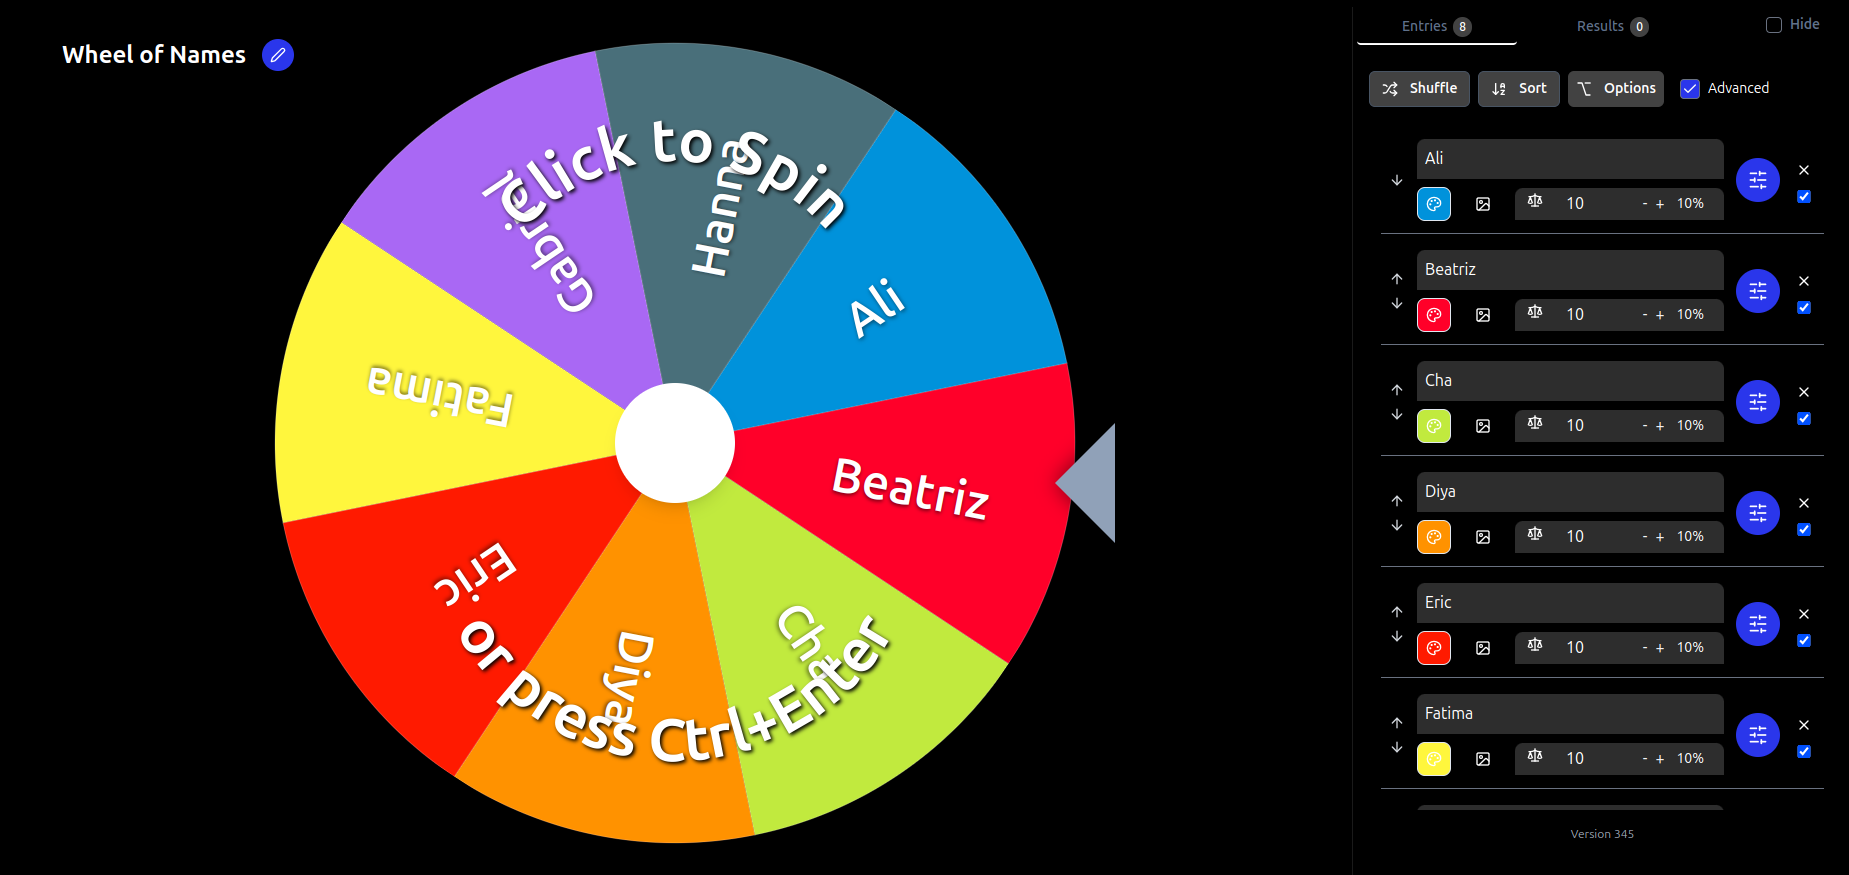 Wheel of Names
Click to Spin
or press Ctrl+Enter
Hanna
Ali
Beatriz
Cha
Diya
Eric
Fatima
Gabriel
Entries 8
Results 0
Hide
Shuffle
Sort
Options
Advanced
Ali
10 - + 10%
Beatriz
10 - + 10%
Cha
10 - + 10%
Diya
10 - + 10%
Eric
10 - + 10%
Fatima
10 - + 10%
Version 345